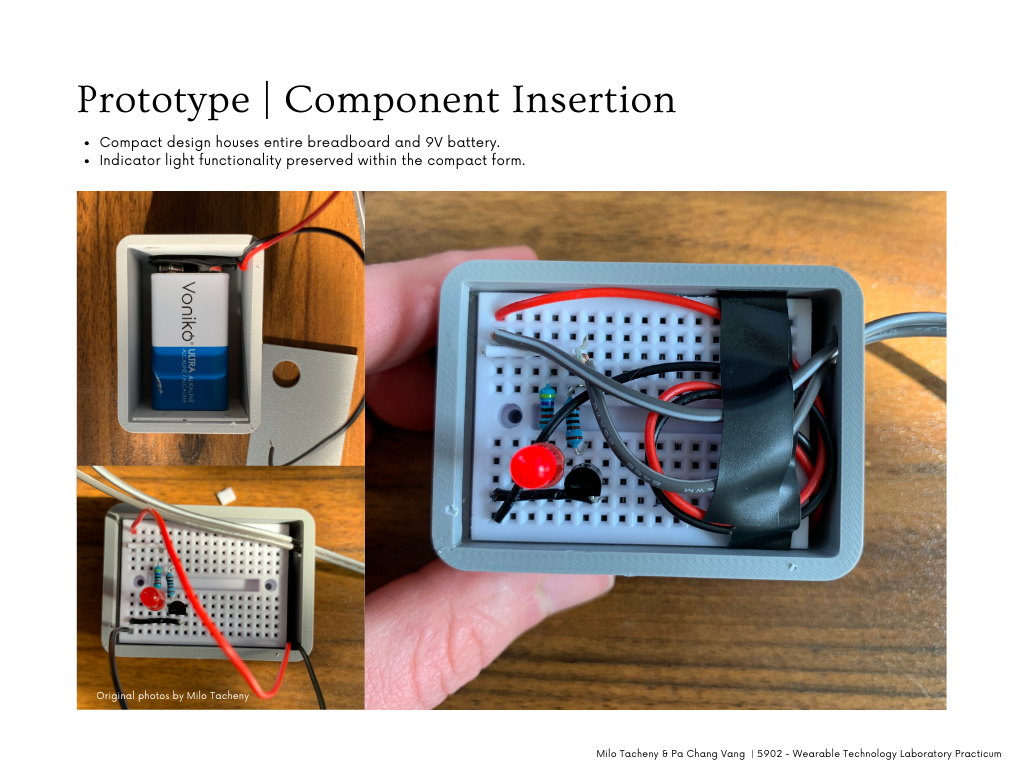 Prototype | Component Insertion
• Compact design houses entire breadboard and 9V battery.
• Indicator light functionality preserved within the compact form.
Voniko
ULTRA ALKALINE
Original photos by Milo Tacheny
Milo Tacheny & Pa Chang Vang | 5902 - Wearable Technology Laboratory Practicum